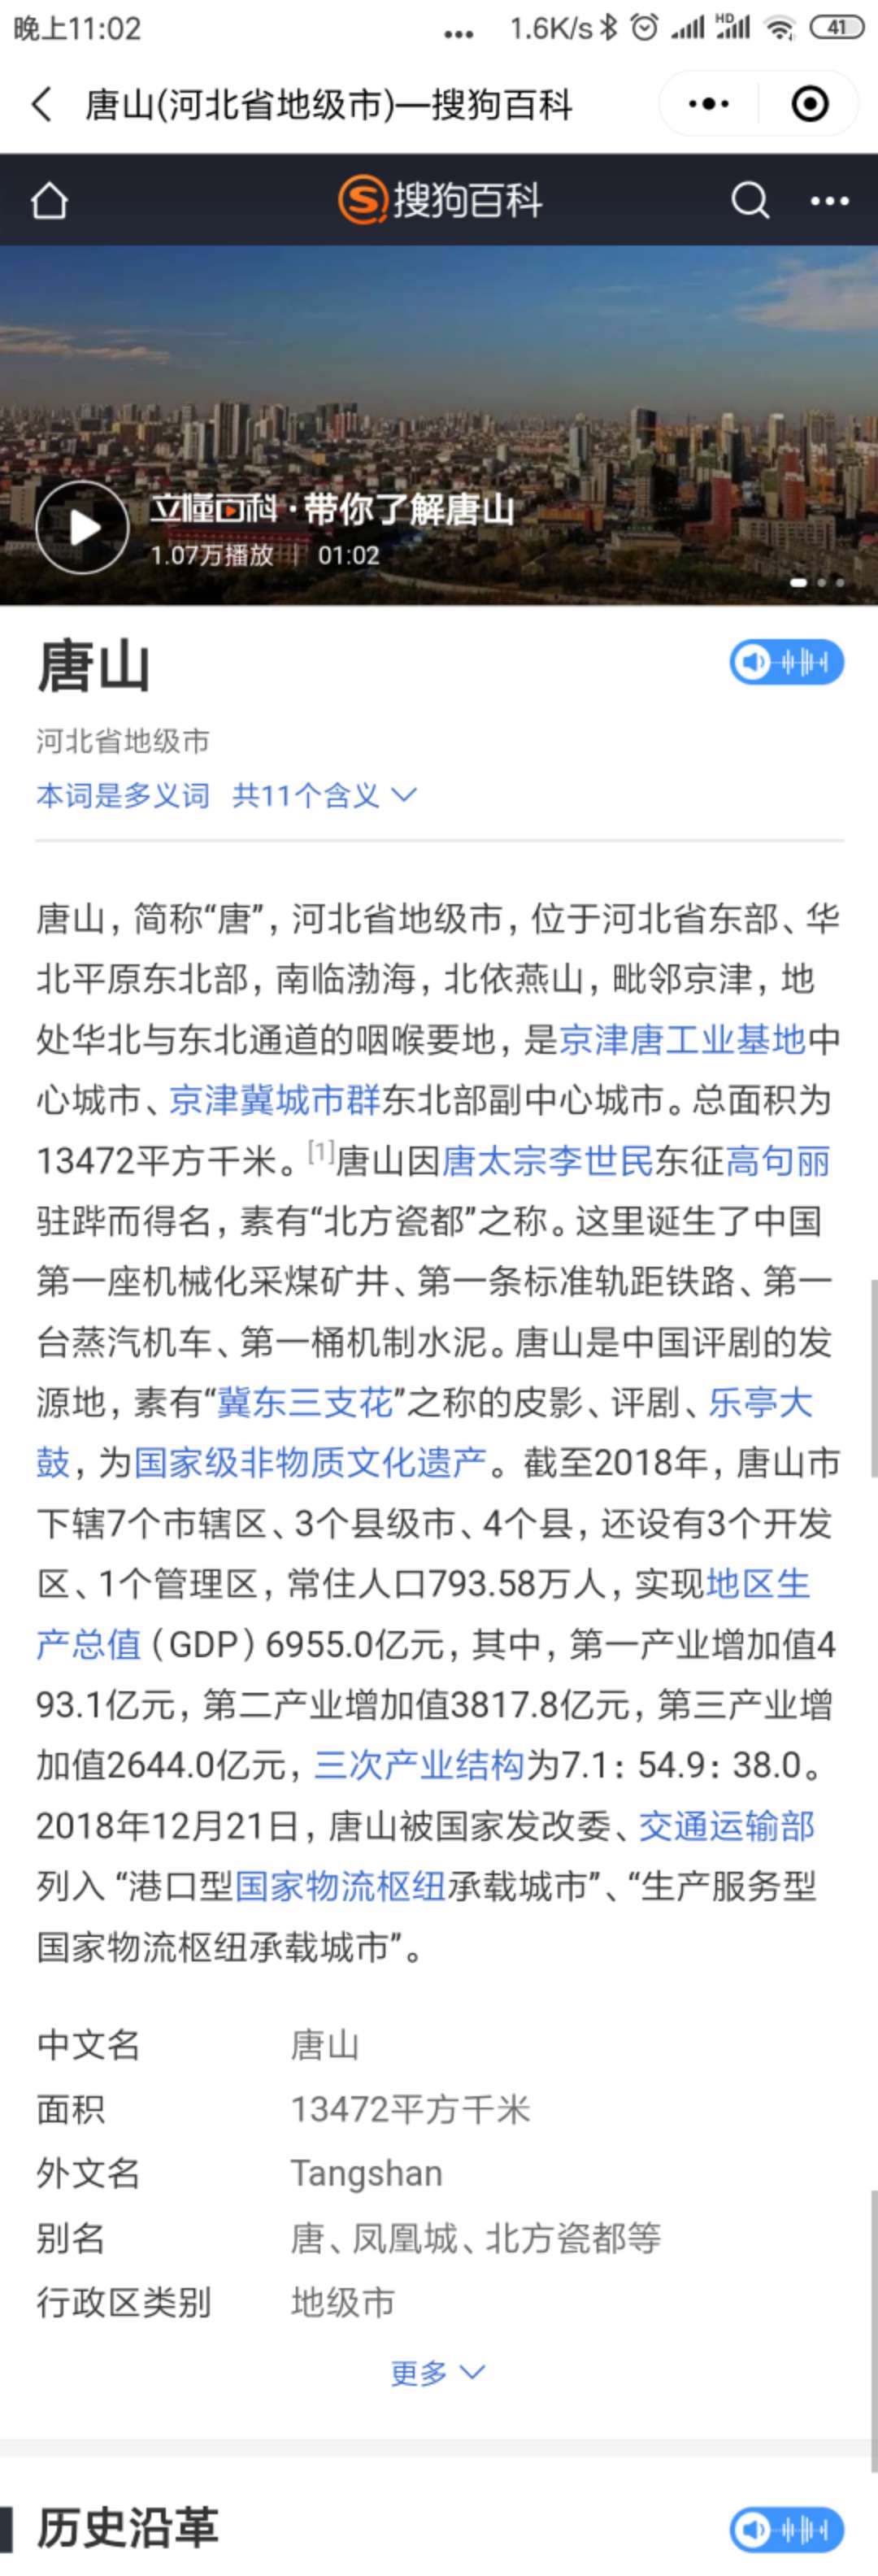 晚上11:02 ... 1.6K/s HD 41
唐山(河北省地级市)—搜狗百科
搜狗百科
立懂百科·带你了解唐山
1.07万播放 | 01:02
唐山
河北省地级市
本词是多义词 共11个含义
唐山，简称“唐”，河北省地级市，位于河北省东部、华
北平原东北部，南临渤海，北依燕山，毗邻京津，地
处华北与东北通道的咽喉要地，是京津唐工业基地中
心城市、京津冀城市群东北部副中心城市。总面积为
13472平方千米。[1]唐山因唐太宗李世民东征高句丽
驻跸而得名，素有“北方瓷都”之称。这里诞生了中国
第一座机械化采煤矿井、第一条标准轨距铁路、第一
台蒸汽机车、第一桶机制水泥。唐山是中国评剧的发
源地，素有“冀东三支花”之称的皮影、评剧、乐亭大
鼓，为国家级非物质文化遗产。截至2018年，唐山市
下辖7个市辖区、3个县级市、4个县，还设有3个开发
区、1个管理区，常住人口793.58万人，实现地区生
产总值（GDP）6955.0亿元，其中，第一产业增加值4
93.1亿元，第二产业增加值3817.8亿元，第三产业增
加值2644.0亿元，三次产业结构为7.1：54.9：38.0。
2018年12月21日，唐山被国家发改委、交通运输部
列入 “港口型国家物流枢纽承载城市”、“生产服务型
国家物流枢纽承载城市”。
中文名 唐山
面积 13472平方千米
外文名 Tangshan
别名 唐、凤凰城、北方瓷都等
行政区类别 地级市
更多
历史沿革